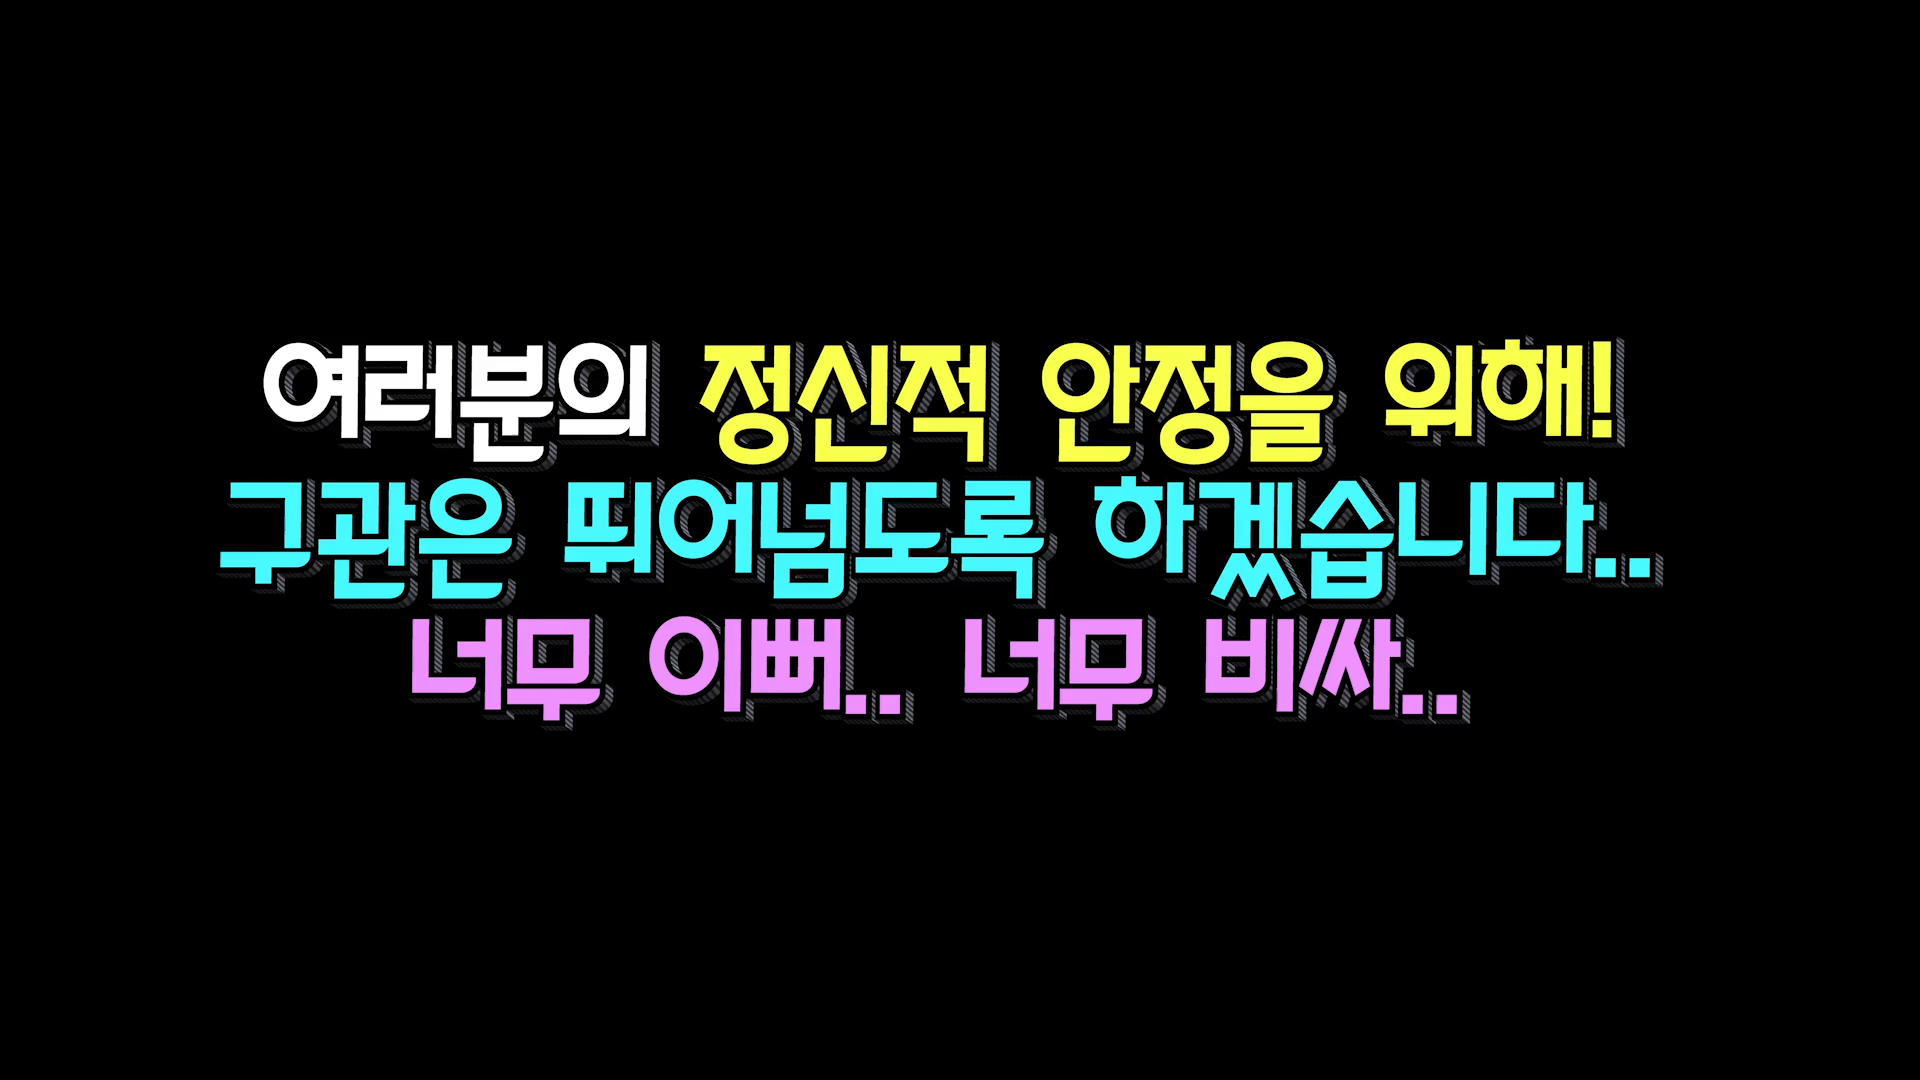 여러분의 정신적 안정을 위해!
구관은 뛰어넘도록 하겠습니다..
너무 이뻐.. 너무 비싸..